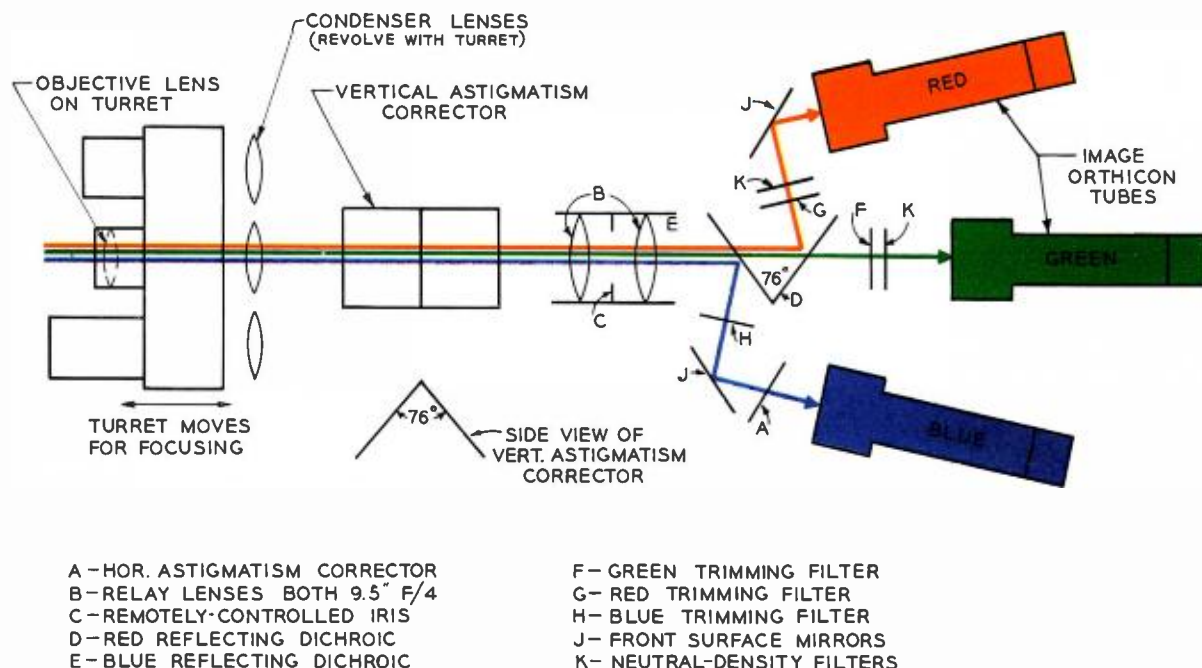 CONDENSER LENSES
(REVOLVE WITH TURRET)
OBJECTIVE LENS
ON TURRET
VERTICAL ASTIGMATISM
CORRECTOR
J
RED
K
G
IMAGE
ORTHICON
TUBES
B
E
F
K
GREEN
76°
D
C
H
J
A
BLUE
TURRET MOVES
FOR FOCUSING
76°
SIDE VIEW OF
VERT. ASTIGMATISM
CORRECTOR
A-HOR. ASTIGMATISM CORRECTOR
B-RELAY LENSES BOTH 9.5" F/4
C-REMOTELY-CONTROLLED IRIS
D-RED REFLECTING DICHROIC
E-BLUE REFLECTING DICHROIC
F-GREEN TRIMMING FILTER
G-RED TRIMMING FILTER
H-BLUE TRIMMING FILTER
J-FRONT SURFACE MIRRORS
K-NEUTRAL-DENSITY FILTERS